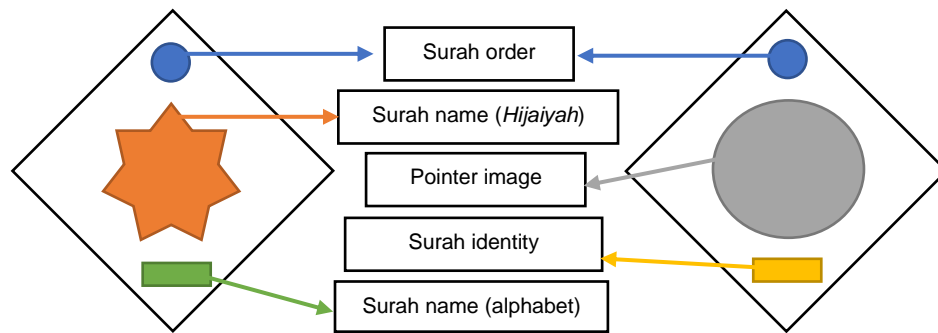 Surah order
Surah name (Hijaiyah)
Pointer image
Surah identity
Surah name (alphabet)